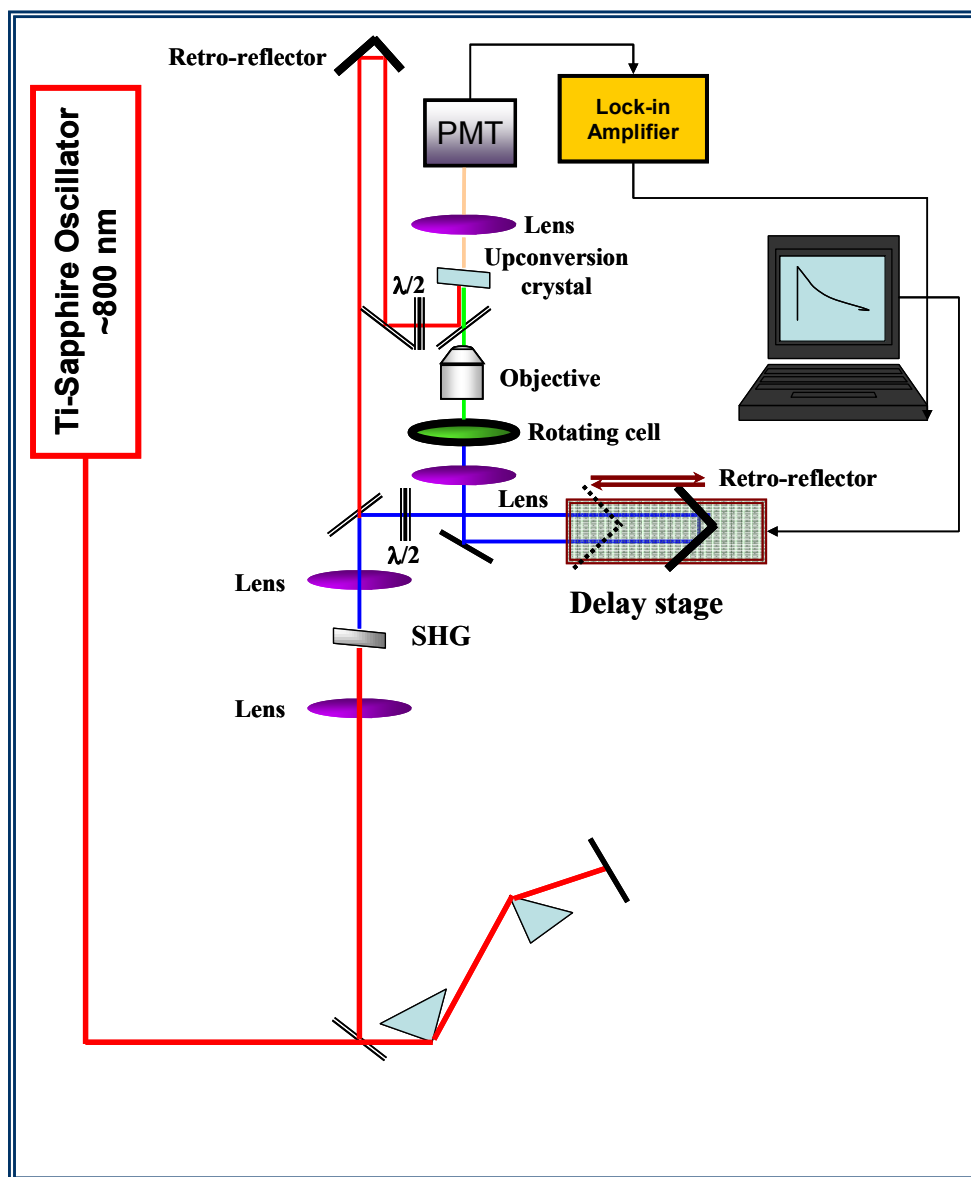 Retro-reflector
Ti-Sapphire Oscillator
~800 nm
PMT
Lock-in
Amplifier
Lens
Upconversion
crystal
λ/2
Objective
Rotating cell
Lens
Retro-reflector
λ/2
Lens
Delay stage
SHG
Lens